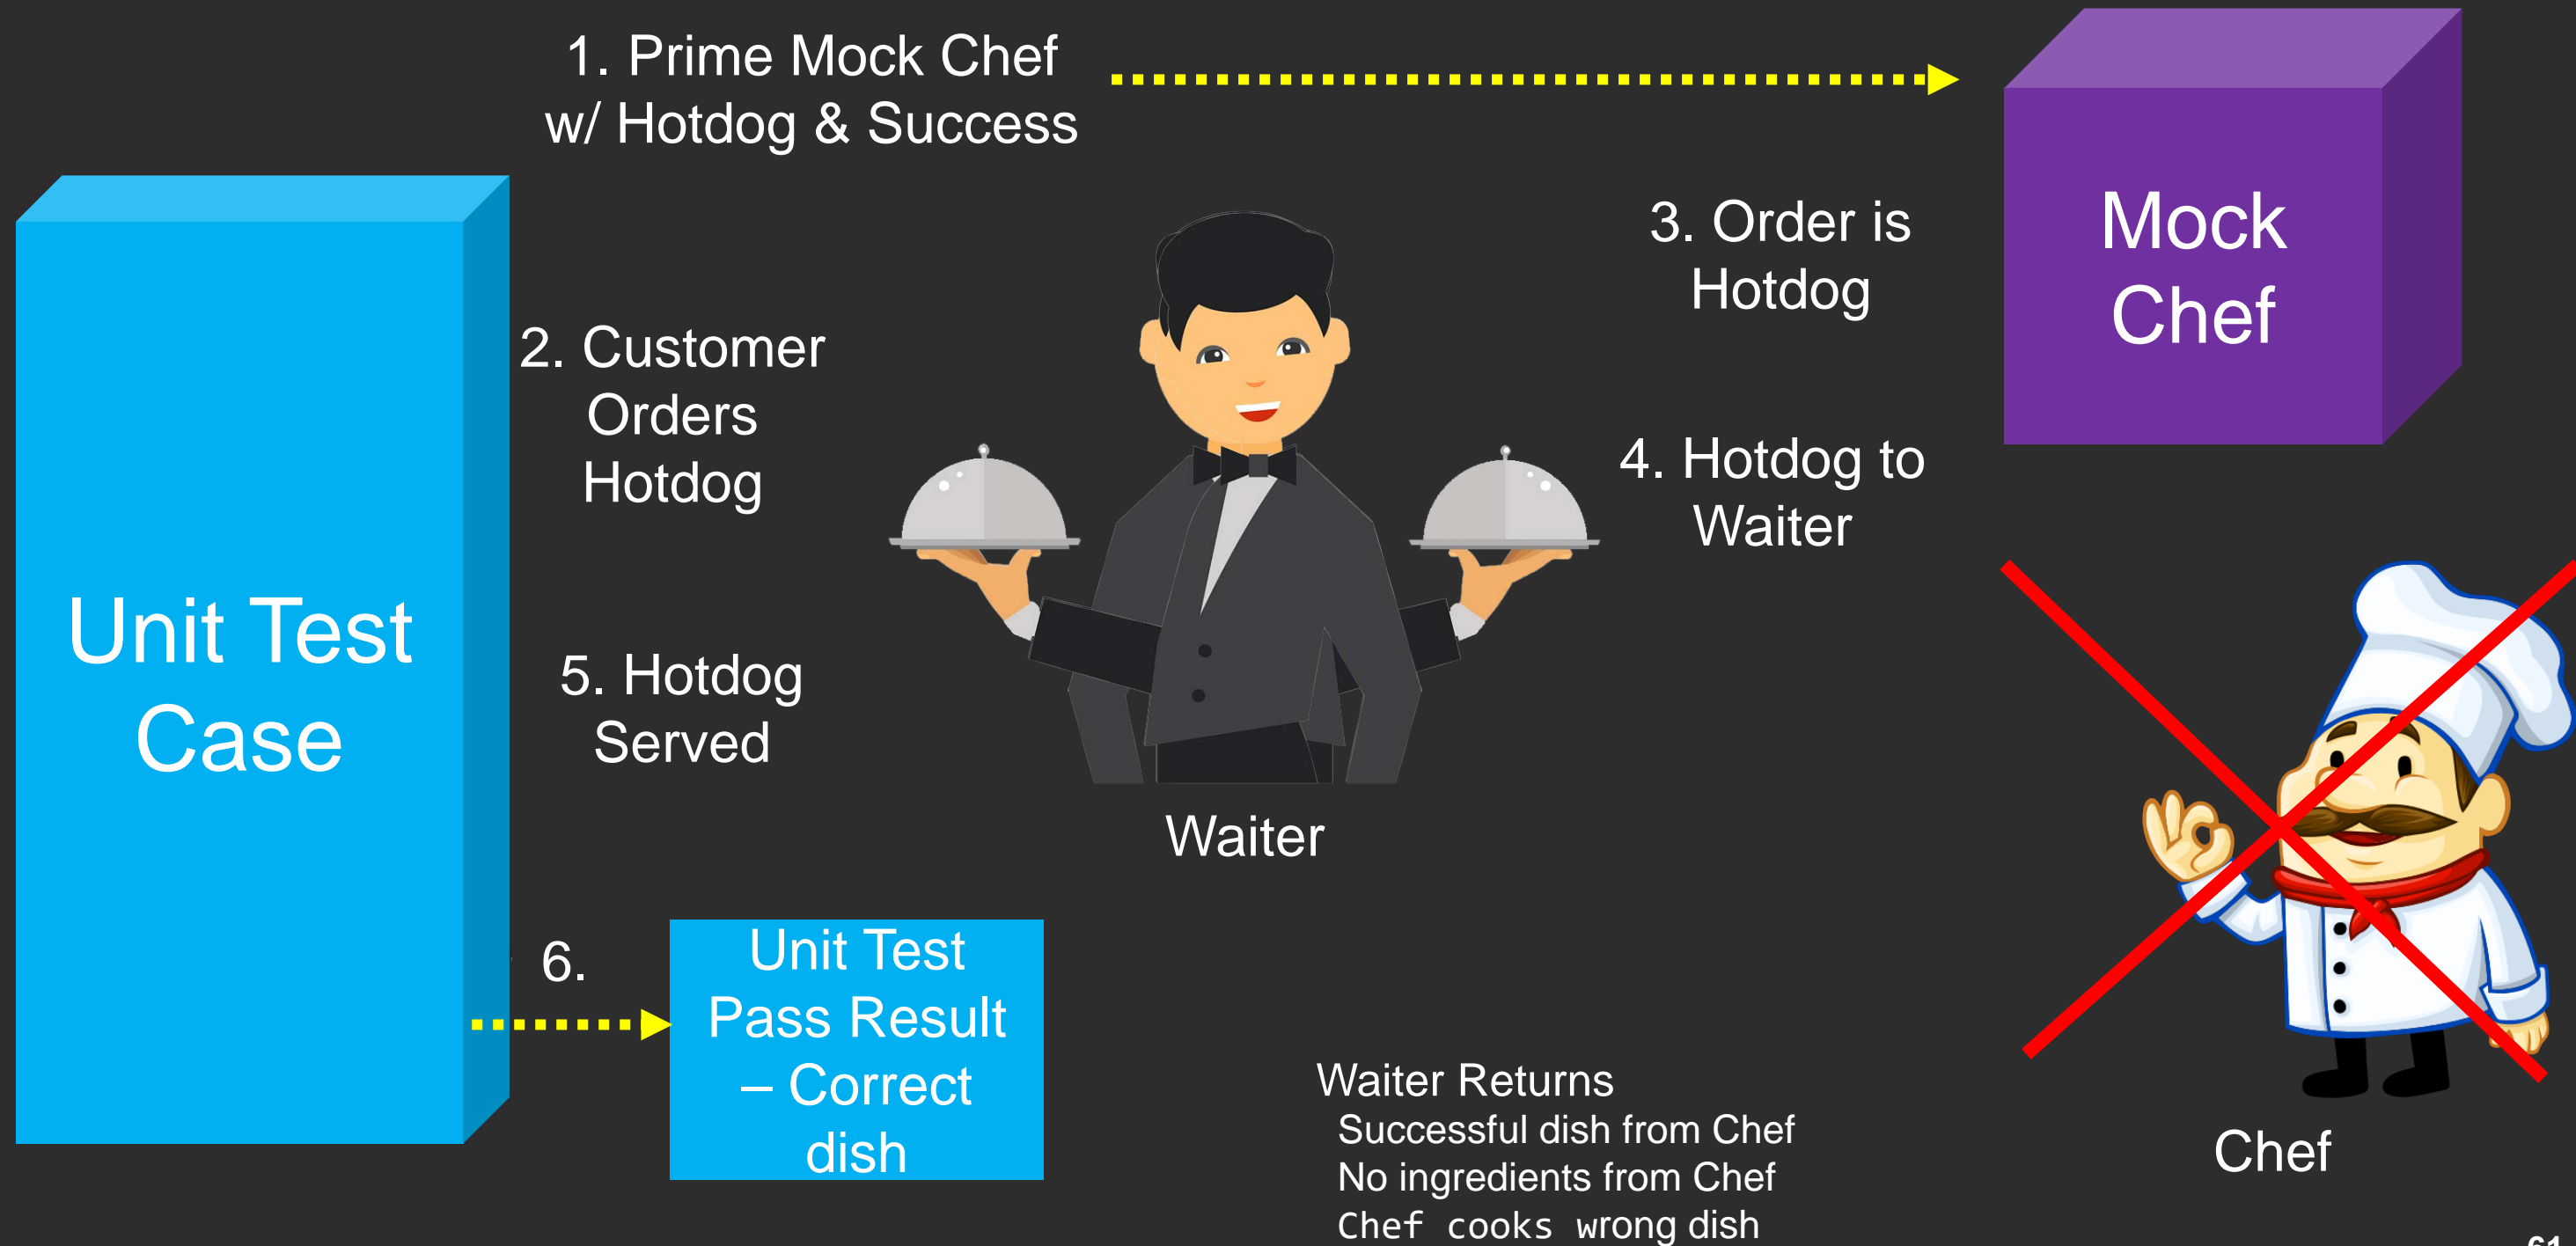 1. Prime Mock Chef
w/ Hotdog & Success
Mock
Chef
3. Order is
Hotdog
2. Customer
Orders
Hotdog
4. Hotdog to
Waiter
Unit Test
Case
5. Hotdog
Served
Waiter
6.
Unit Test
Pass Result
– Correct
dish
Waiter Returns
Successful dish from Chef
No ingredients from Chef
Chef cooks wrong dish
Chef
61